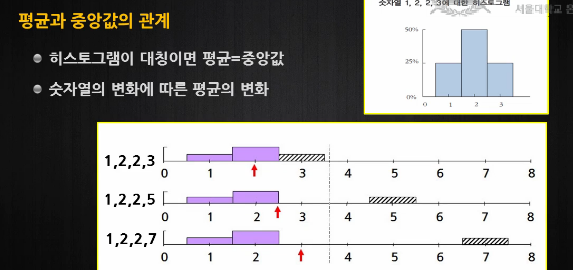 평균과 중앙값의 관계
숫자열 1, 2, 2, 3에 대한 히스토그램
서울대학교
히스토그램이 대칭이면 평균=중앙값
숫자열의 변화에 따른 평균의 변화
50%
25%
0%
0 1 2 3
1,2,2,3
0 1 2 3 4 5 6 7 8
1,2,2,5
0 1 2 3 4 5 6 7 8
1,2,2,7
0 1 2 3 4 5 6 7 8